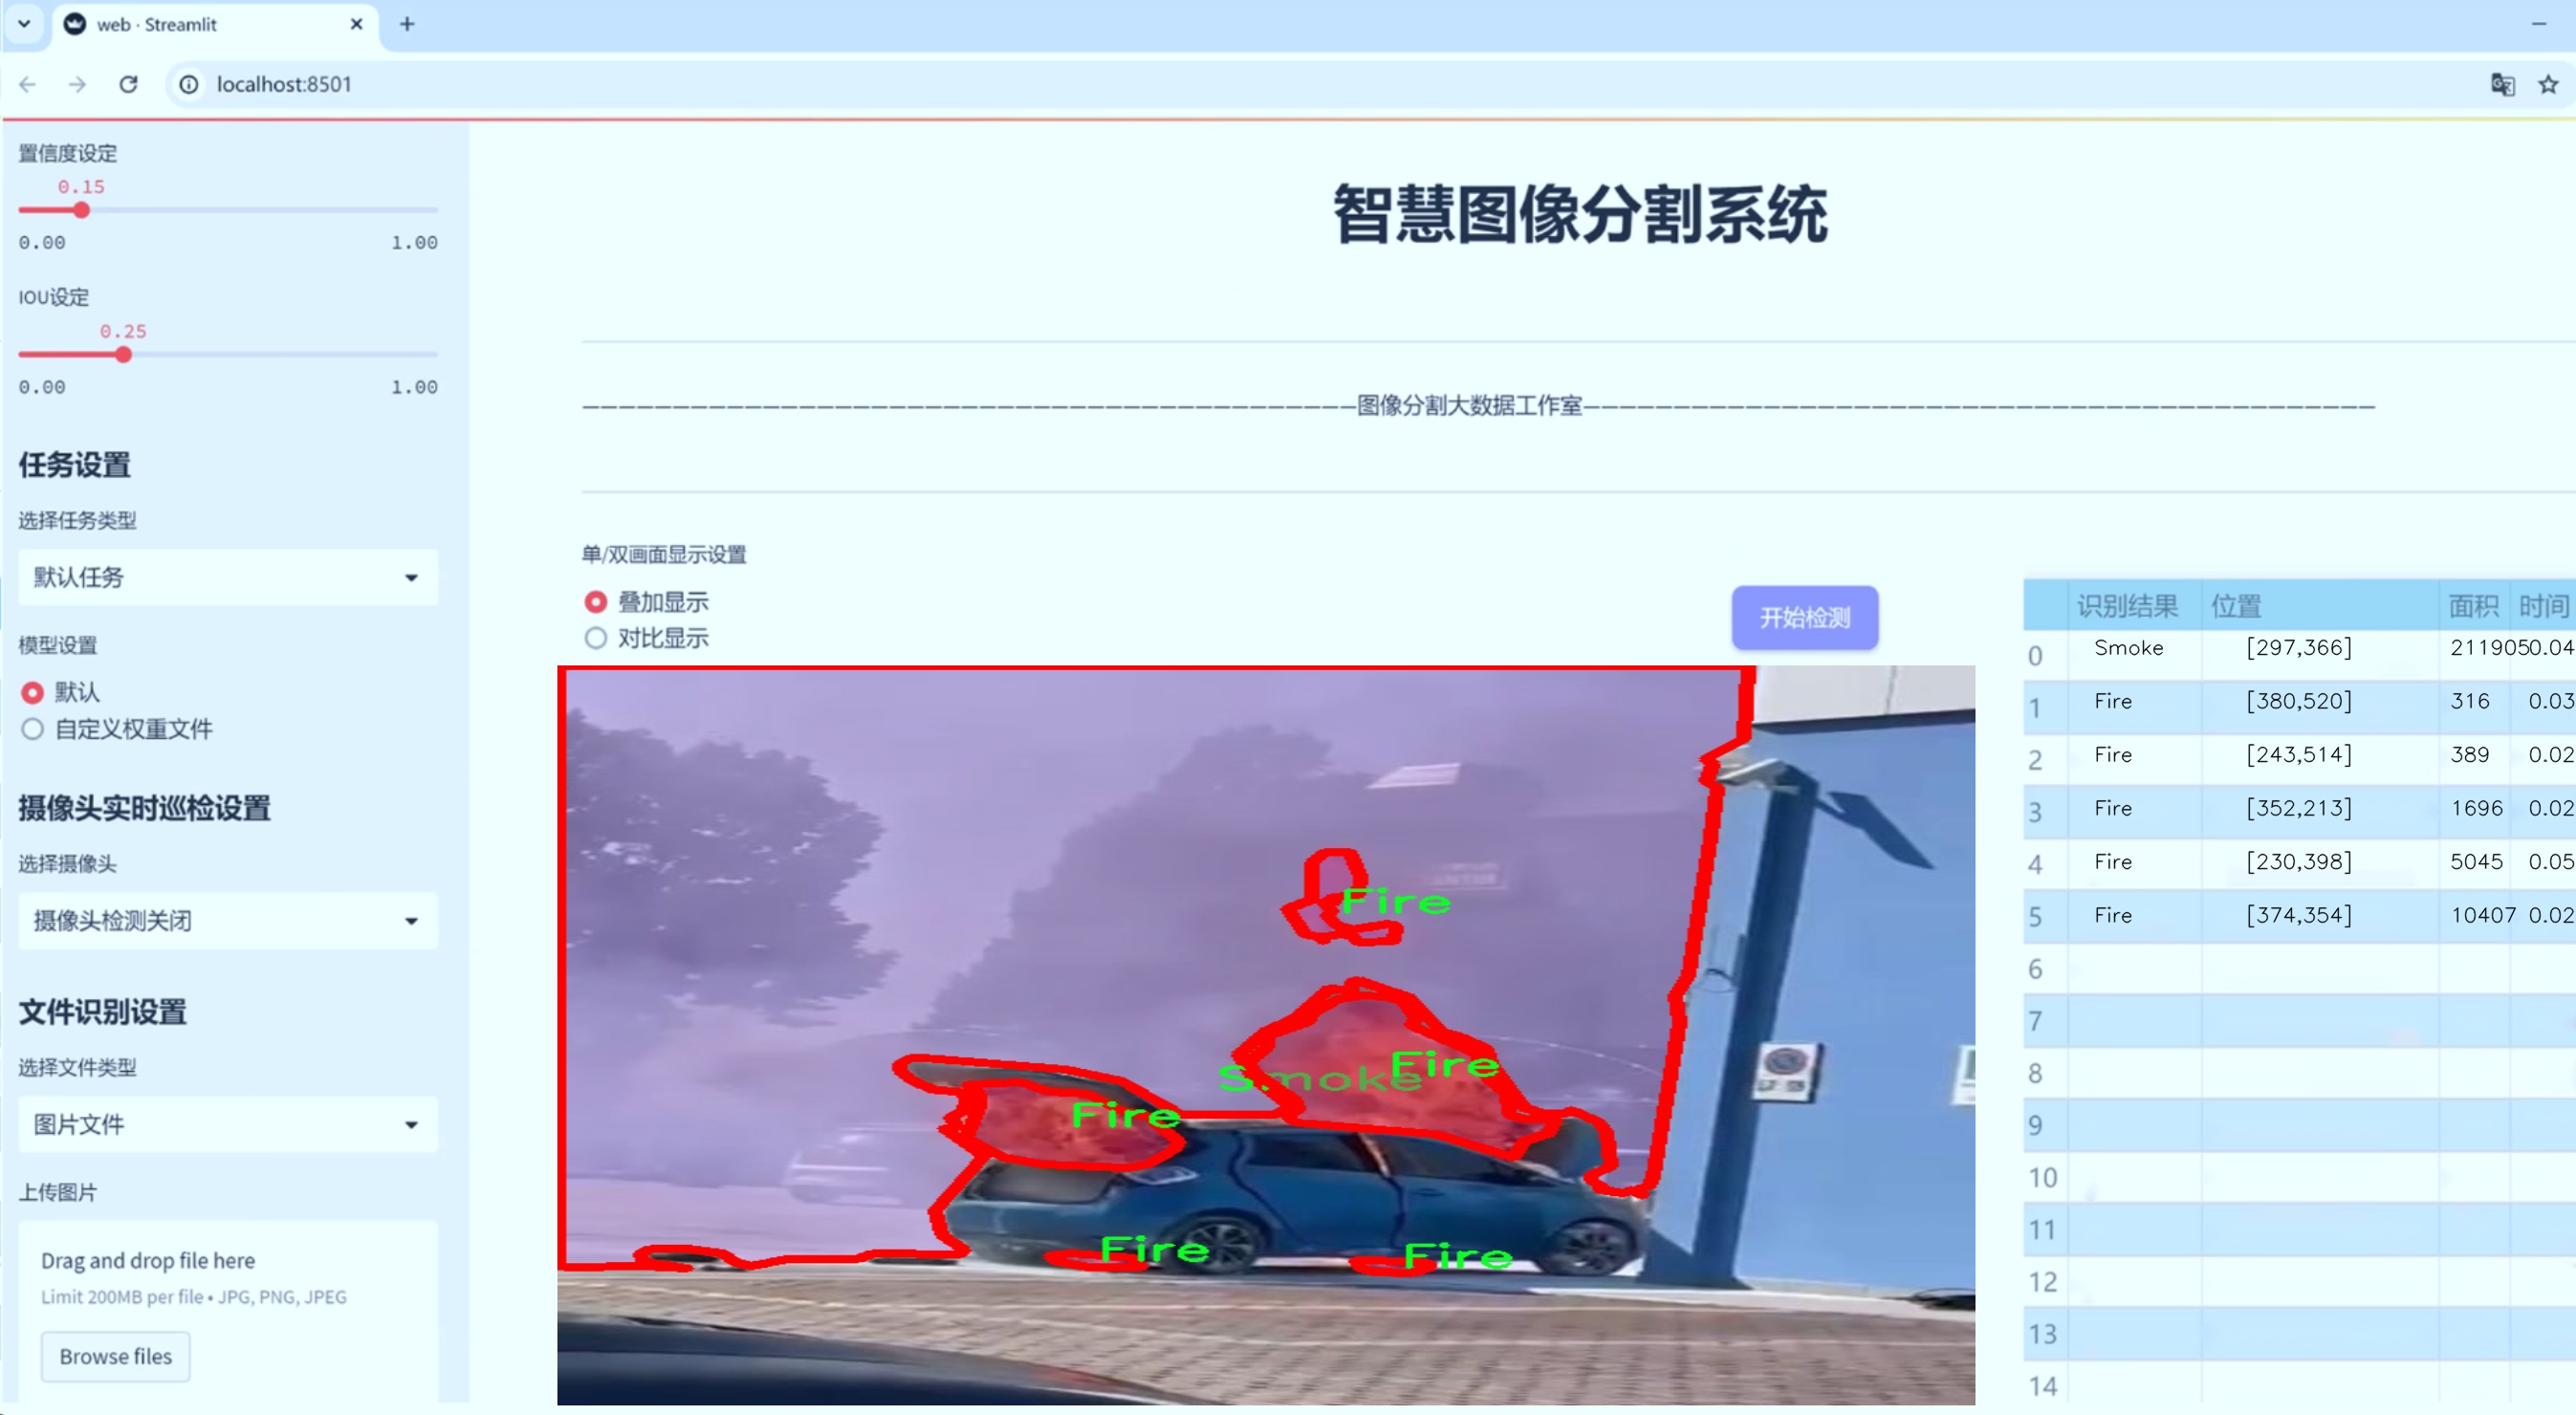 web · Streamlit
localhost:8501
置信度设定
0.15
0.00 1.00
IOU设定
0.25
0.00 1.00
任务设置
选择任务类型
默认任务
模型设置
默认
自定义权重文件
摄像头实时巡检设置
选择摄像头
摄像头检测关闭
文件识别设置
选择文件类型
图片文件
上传图片
Drag and drop file here
Limit 200MB per file • JPG, PNG, JPEG
Browse files
智慧图像分割系统
———————————————————————————————————————————图像分割大数据工作室————————————————————————————————————————————
单/双画面显示设置
叠加显示
对比显示
开始检测
Fire
Fire
Smoke
Fire
Fire
Fire
识别结果 位置 面积 时间
0 Smoke [297,366] 211905 0.04
1 Fire [380,520] 316 0.03
2 Fire [243,514] 389 0.02
3 Fire [352,213] 1696 0.02
4 Fire [230,398] 5045 0.05
5 Fire [374,354] 10407 0.02
6
7
8
9
10
11
12
13
14